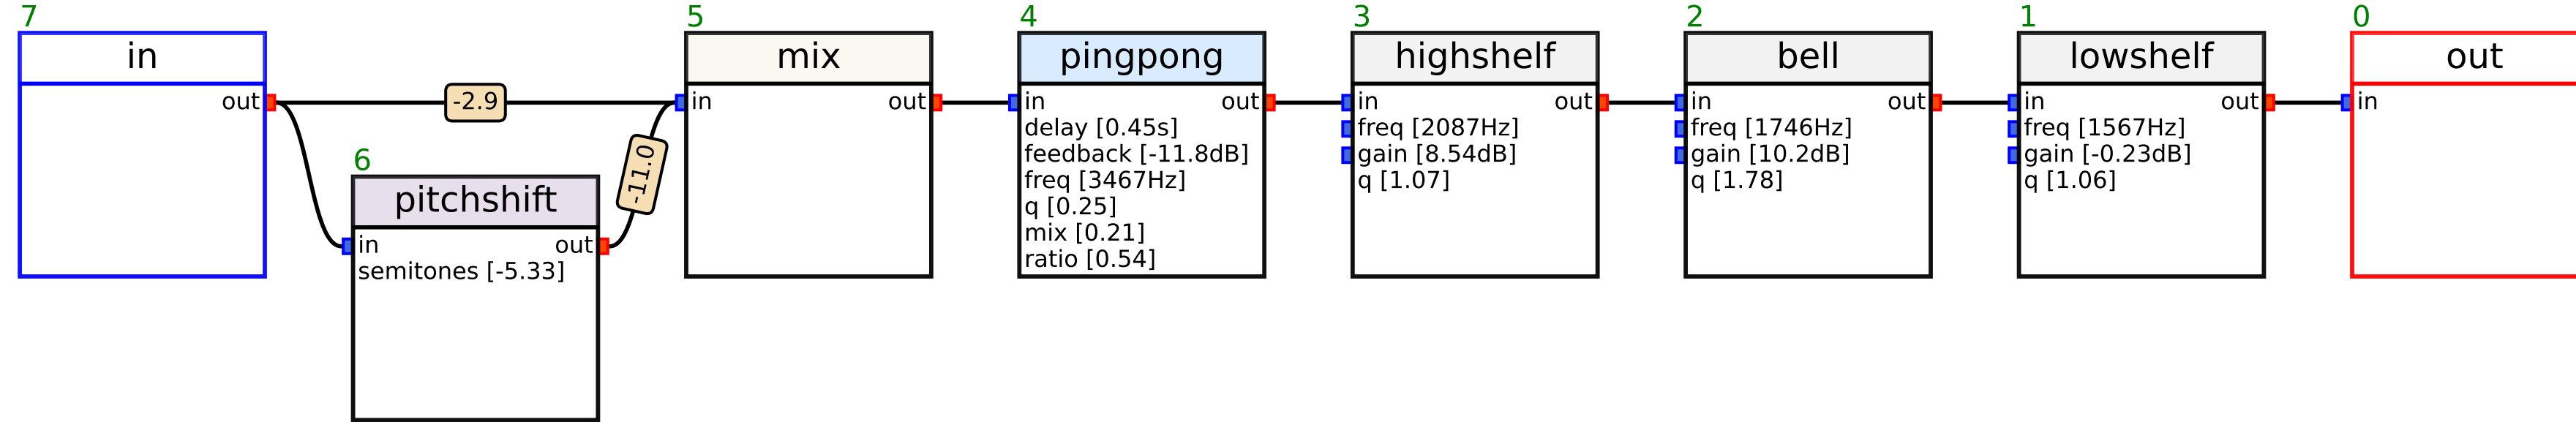 7
in
out
-2.9
6
pitchshift
in
out
semitones [-5.33]
-11.0
5
mix
in
out
4
pingpong
in
out
delay [0.45s]
feedback [-11.8dB]
freq [3467Hz]
q [0.25]
mix [0.21]
ratio [0.54]
3
highshelf
in
out
freq [2087Hz]
gain [8.54dB]
q [1.07]
2
bell
in
out
freq [1746Hz]
gain [10.2dB]
q [1.78]
1
lowshelf
in
out
freq [1567Hz]
gain [-0.23dB]
q [1.06]
0
out
in